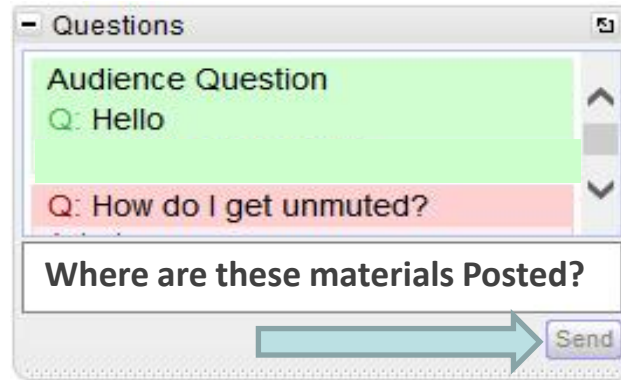 Questions
Audience Question
Q: Hello
Q: How do I get unmuted?
Where are these materials Posted?
Send